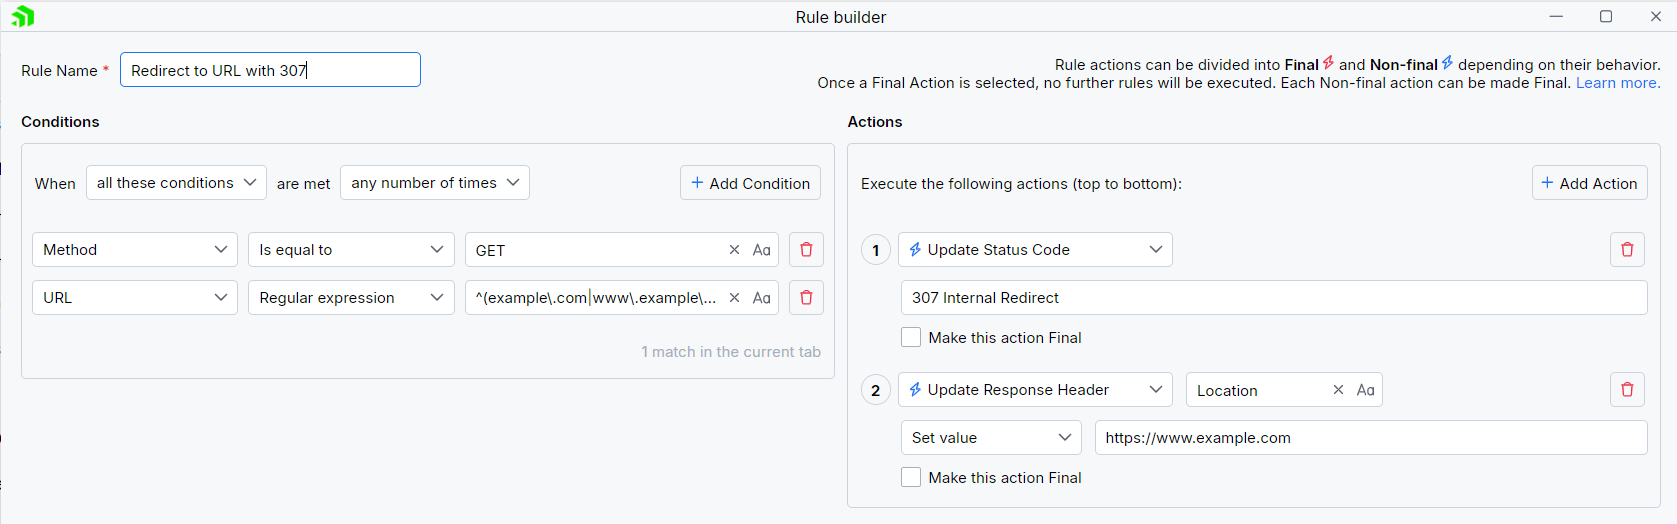 Rule builder
Rule Name * Redirect to URL with 307
Rule actions can be divided into Final and Non-final depending on their behavior.
Once a Final Action is selected, no further rules will be executed. Each Non-final action can be made Final. Learn more.
Conditions
When all these conditions are met any number of times + Add Condition
Method Is equal to GET Aa
URL Regular expression ^(example\.com|www\.example\... Aa
1 match in the current tab
Actions
Execute the following actions (top to bottom): + Add Action
1 Update Status Code
307 Internal Redirect
Make this action Final
2 Update Response Header Location Aa
Set value https://www.example.com
Make this action Final